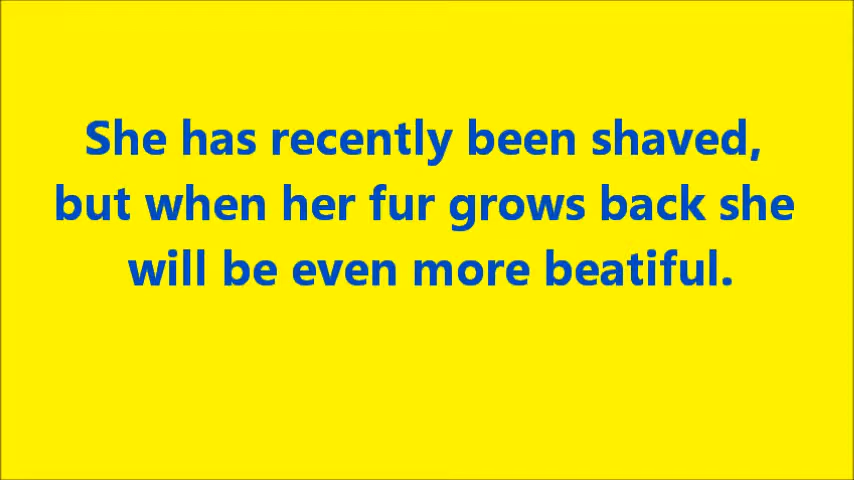 She has recently been shaved,
but when her fur grows back she
will be even more beatiful.